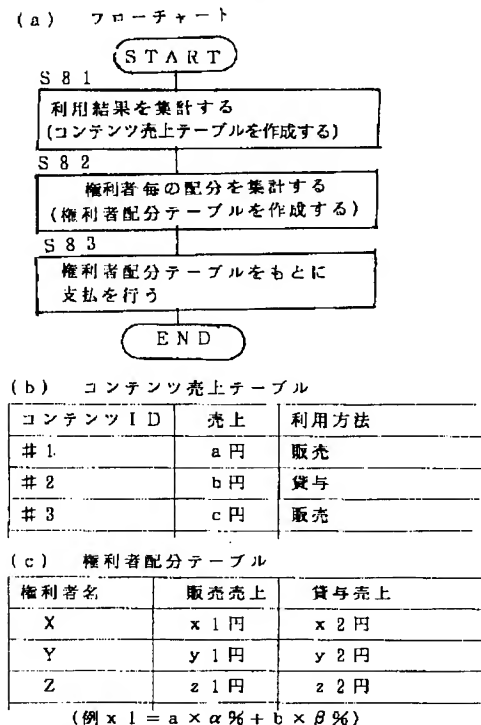 (a) フローチャート
START
S81
利用結果を集計する
(コンテンツ売上テーブルを作成する)
S82
権利者毎の配分を集計する
(権利者配分テーブルを作成する)
S83
権利者配分テーブルをもとに
支払を行う
END
(b) コンテンツ売上テーブル
コンテンツID 売上 利用方法
#1 a円 販売
#2 b円 貸与
#3 c円 販売
(c) 権利者配分テーブル
権利者名 販売売上 貸与売上
X x1円 x2円
Y y1円 y2円
Z z1円 z2円
(例 x1=a×α%+b×β%)